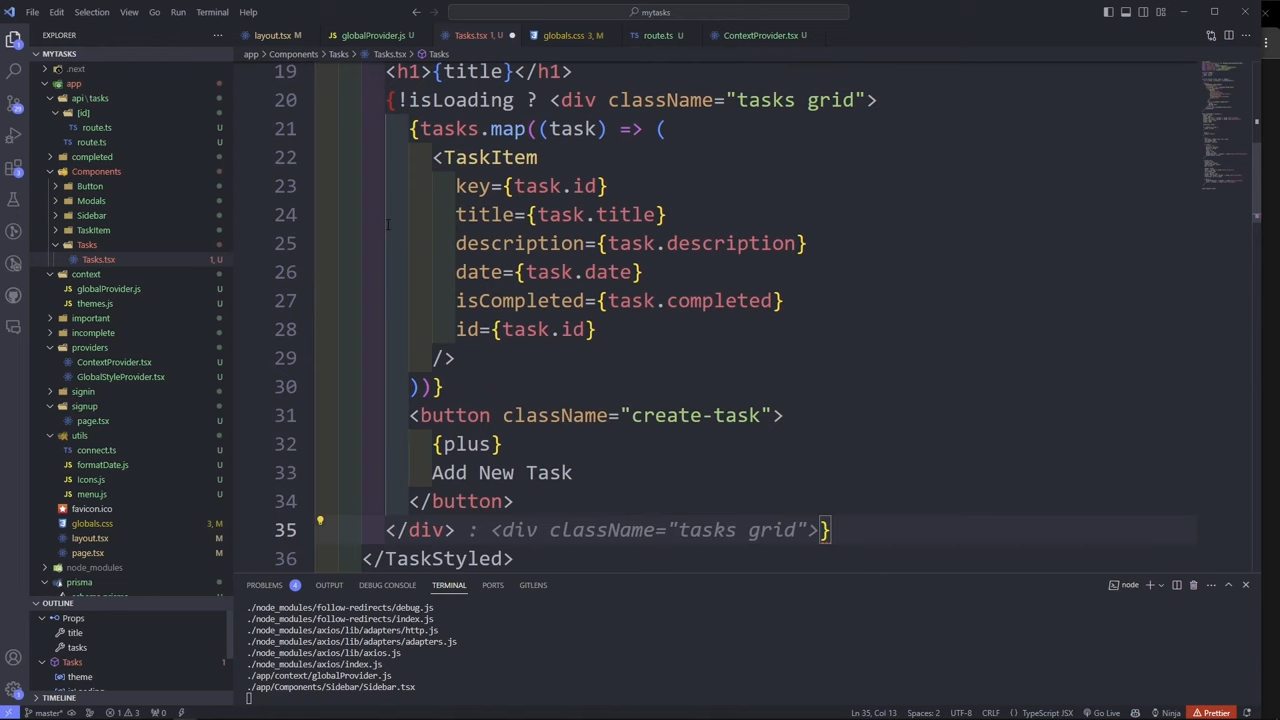 File Edit Selection View Go Run Terminal Help
mytasks
EXPLORER
layout.tsx M
globalProvider.js U
Tasks.tsx 1, U
globals.css 3, M
route.ts U
ContextProvider.tsx U
app > Components > Tasks > Tasks.tsx > Tasks
MYTASKS
.next
app
api\tasks
[id]
route.ts U
route.ts U
completed
Components
Button
Modals
Sidebar
TaskItem
Tasks
Tasks.tsx 1, U
context
globalProvider.js U
themes.js U
important
incomplete
providers
ContextProvider.tsx U
GlobalStyleProvider.tsx U
signin
signup
page.tsx U
utils
connect.ts U
formatDate.js U
Icons.js U
menu.js U
favicon.ico
globals.css 3, M
layout.tsx M
page.tsx M
node_modules
prisma
OUTLINE
Props
title
tasks
Tasks 1
theme
TIMELINE
19 <h1>{title}</h1>
20 {!isLoading ? <div className="tasks grid">
21 {tasks.map((task) => (
22 <TaskItem
23 key={task.id}
24 title={task.title}
25 description={task.description}
26 date={task.date}
27 isCompleted={task.completed}
28 id={task.id}
29 />
30 ))}
31 <button className="create-task">
32 {plus}
33 Add New Task
34 </button>
35 </div> : <div className="tasks grid">}
36 </TaskStyled>
PROBLEMS 4 OUTPUT DEBUG CONSOLE TERMINAL PORTS GITLENS
node
./node_modules/follow-redirects/debug.js
./node_modules/follow-redirects/index.js
./node_modules/axios/lib/adapters/http.js
./node_modules/axios/lib/adapters/adapters.js
./node_modules/axios/lib/axios.js
./node_modules/axios/index.js
./app/context/globalProvider.js
./app/Components/Sidebar/Sidebar.tsx
master* 1 3 0 Ln 35, Col 13 Spaces: 2 UTF-8 CRLF {} TypeScript JSX Go Live Ninja Prettier